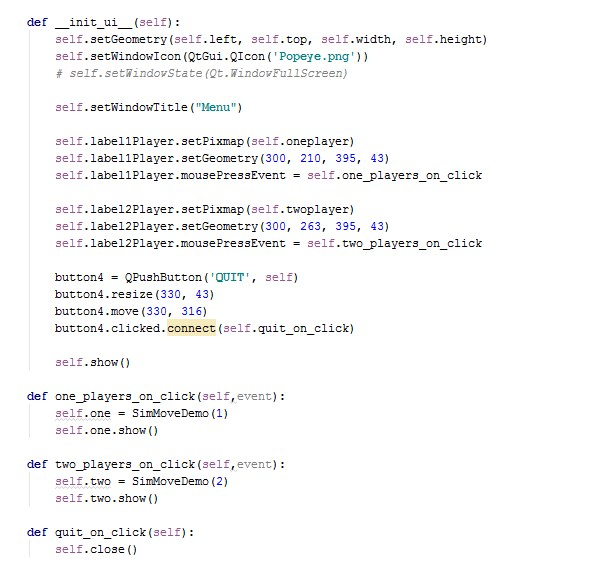 def __init_ui__(self):
    self.setGeometry(self.left, self.top, self.width, self.height)
    self.setWindowIcon(QtGui.QIcon('Popeye.png'))
    # self.setWindowState(Qt.WindowFullScreen)
    self.setWindowTitle("Menu")
    self.label1Player.setPixmap(self.oneplayer)
    self.label1Player.setGeometry(300, 210, 395, 43)
    self.label1Player.mousePressEvent = self.one_players_on_click
    self.label2Player.setPixmap(self.twoplayer)
    self.label2Player.setGeometry(300, 263, 395, 43)
    self.label2Player.mousePressEvent = self.two_players_on_click
    button4 = QPushButton('QUIT', self)
    button4.resize(330, 43)
    button4.move(330, 316)
    button4.clicked.connect(self.quit_on_click)
    self.show()
def one_players_on_click(self,event):
    self.one = SimMoveDemo(1)
    self.one.show()
def two_players_on_click(self,event):
    self.two = SimMoveDemo(2)
    self.two.show()
def quit_on_click(self):
    self.close()